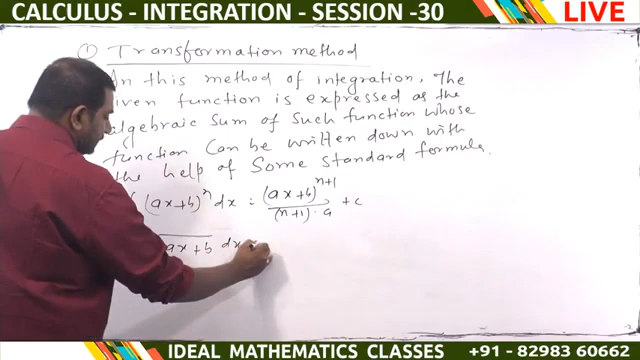 CALCULUS - INTEGRATION - SESSION -30
LIVE
① Transformation method
In this method of integration, The
given function is expressed as the
algebraic sum of such function whose
function can be written down with
the help of Some standard formula.
(ax+b)^n dx = (ax+b)^(n+1) / (n+1)·a + c
ax + b dx =
IDEAL MATHEMATICS CLASSES
+91 - 82983 60662